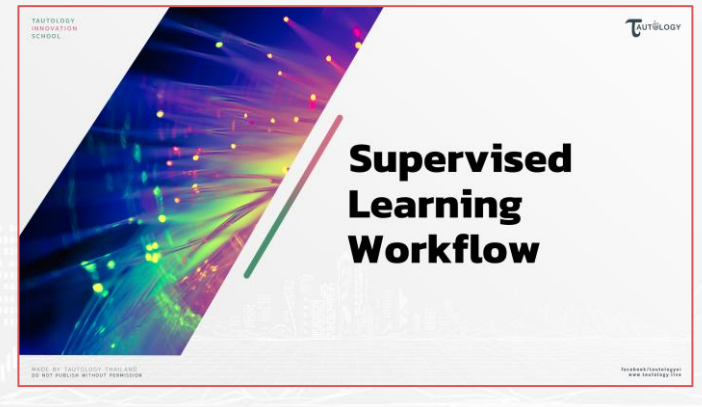 TAUTOLOGY
INNOVATION
SCHOOL
TAUTOLOGY
Supervised
Learning
Workflow
MADE BY TAUTOLOGY THAILAND
DO NOT PUBLISH WITHOUT PERMISSION
facebook/tautologyai
www.tautology.live